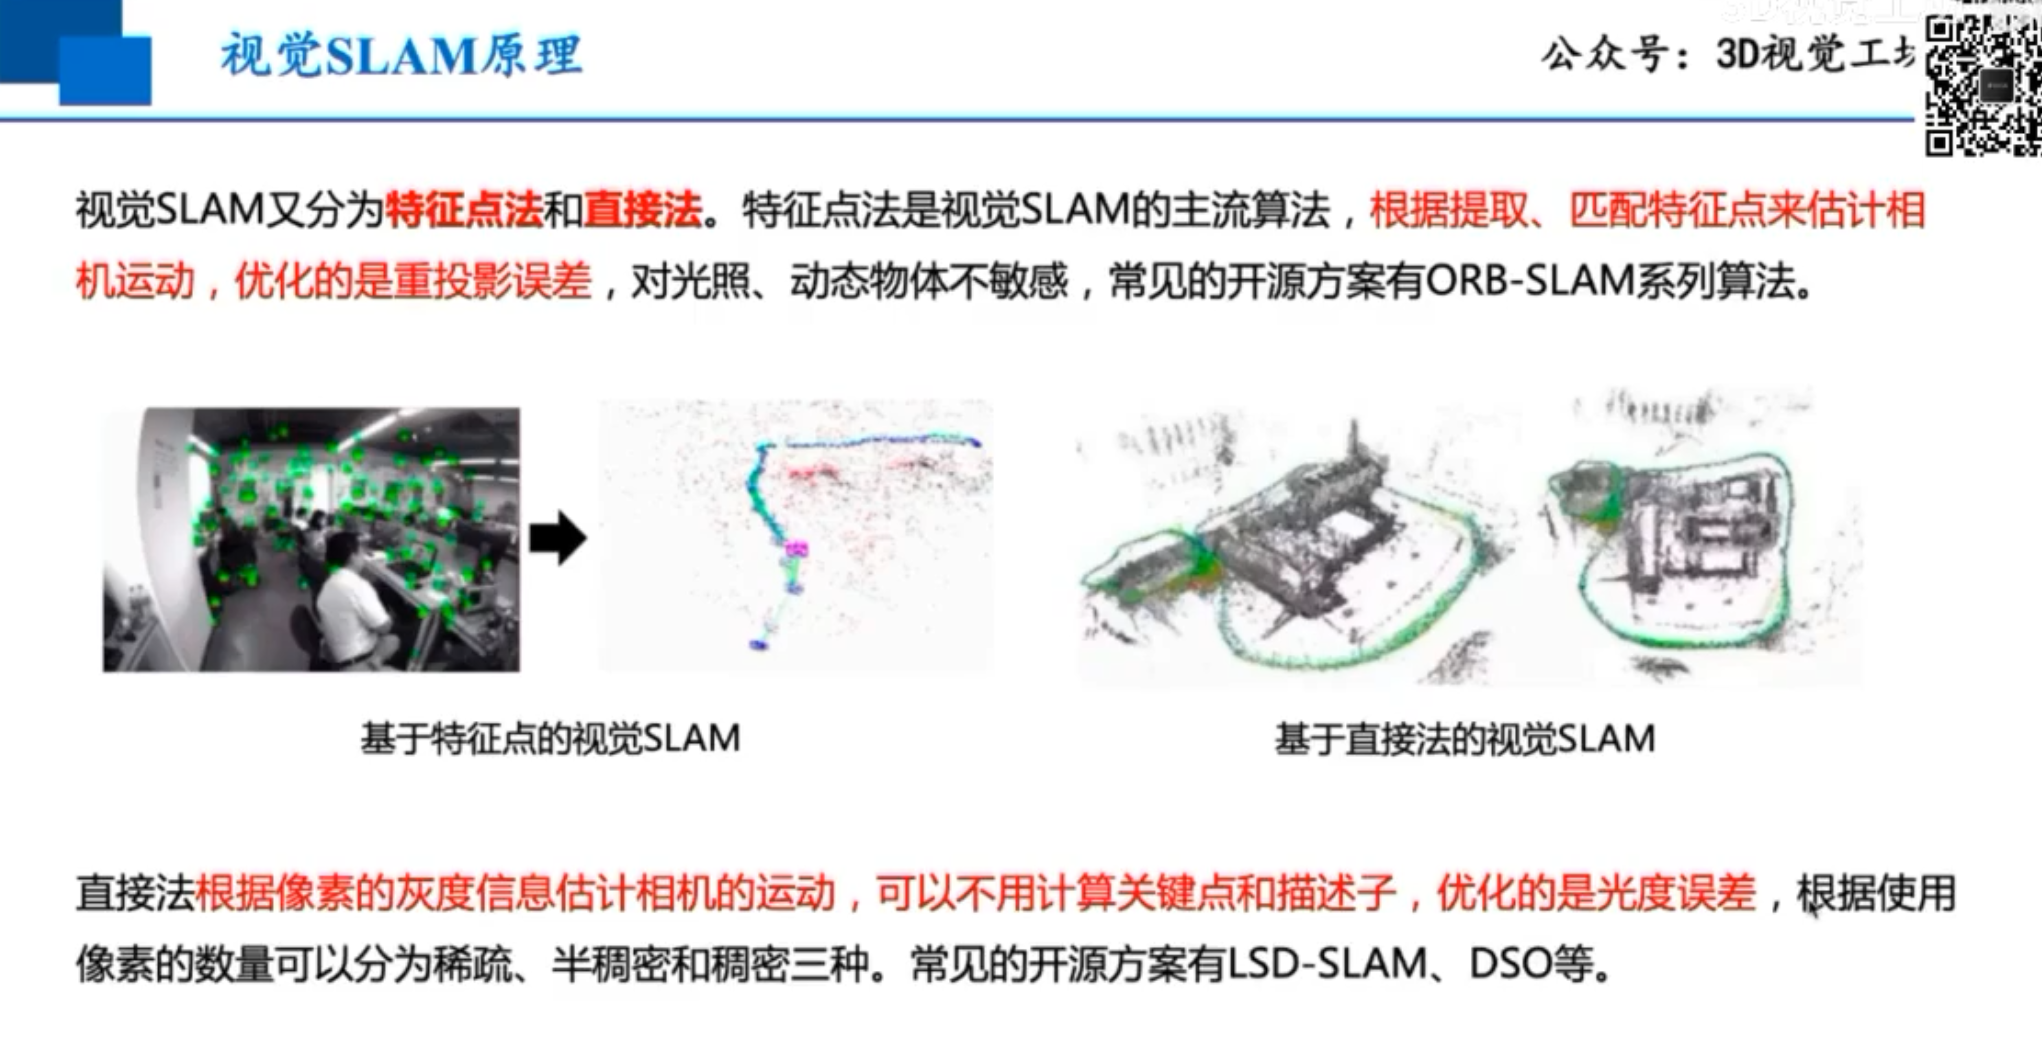 视觉SLAM原理
公众号：3D视觉工坊
视觉SLAM又分为特征点法和直接法。特征点法是视觉SLAM的主流算法，根据提取、匹配特征点来估计相
机运动，优化的是重投影误差，对光照、动态物体不敏感，常见的开源方案有ORB-SLAM系列算法。
基于特征点的视觉SLAM
基于直接法的视觉SLAM
直接法根据像素的灰度信息估计相机的运动，可以不用计算关键点和描述子，优化的是光度误差，根据使用
像素的数量可以分为稀疏、半稠密和稠密三种。常见的开源方案有LSD-SLAM、DSO等。